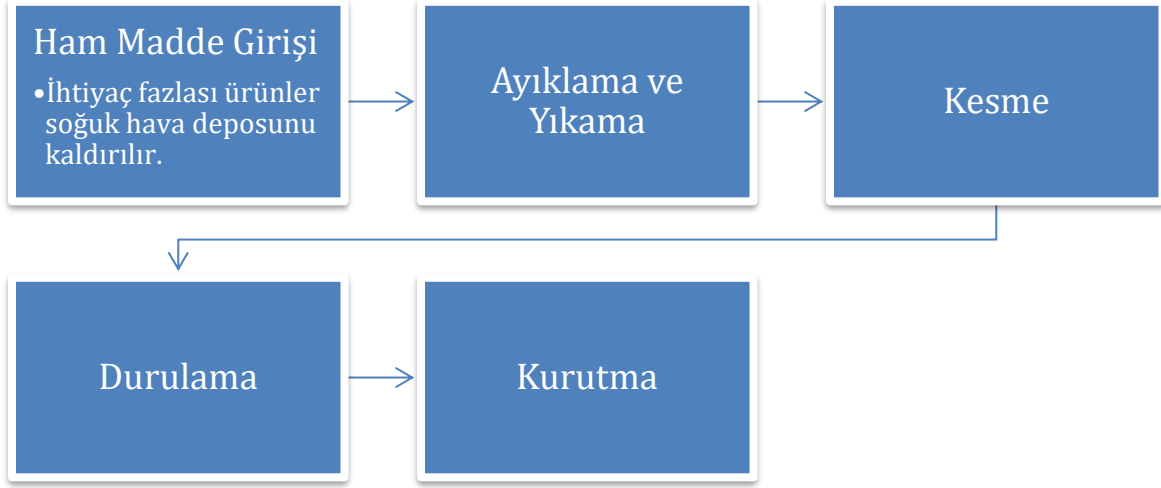 Ham Madde Girişi
•İhtiyaç fazlası ürünler
soğuk hava deposunu
kaldırılır.
Ayıklama ve
Yıkama
Kesme
Durulama
Kurutma